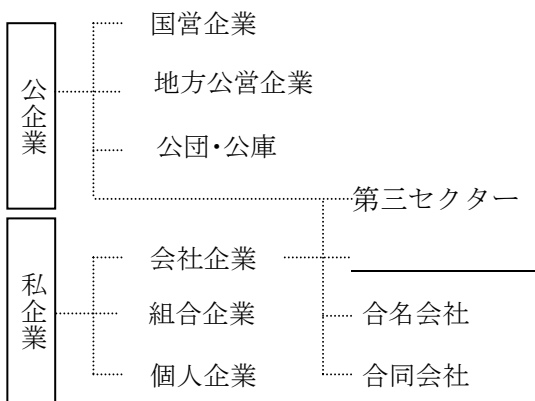 公企業
国営企業
地方公営企業
公団・公庫
第三セクター
私企業
会社企業
組合企業
合名会社
個人企業
合同会社